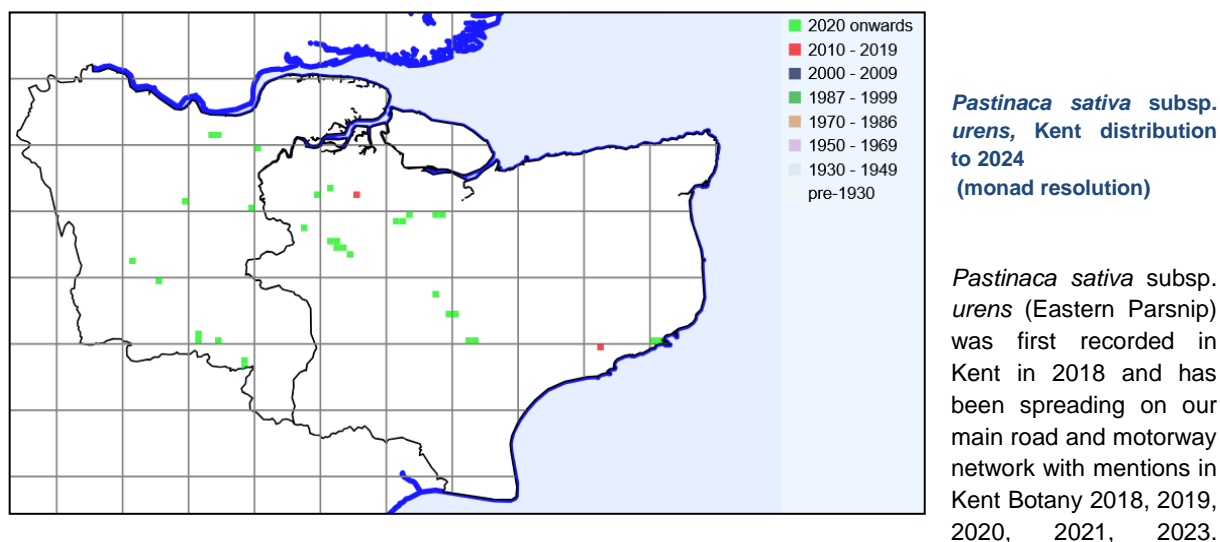 2020 onwards
2010 - 2019
2000 - 2009
1987 - 1999
1970 - 1986
1950 - 1969
1930 - 1949
pre-1930
Pastinaca sativa subsp.
urens, Kent distribution
to 2024
(monad resolution)
Pastinaca sativa subsp.
urens (Eastern Parsnip)
was first recorded in
Kent in 2018 and has
been spreading on our
main road and motorway
network with mentions in
Kent Botany 2018, 2019,
2020, 2021, 2023.